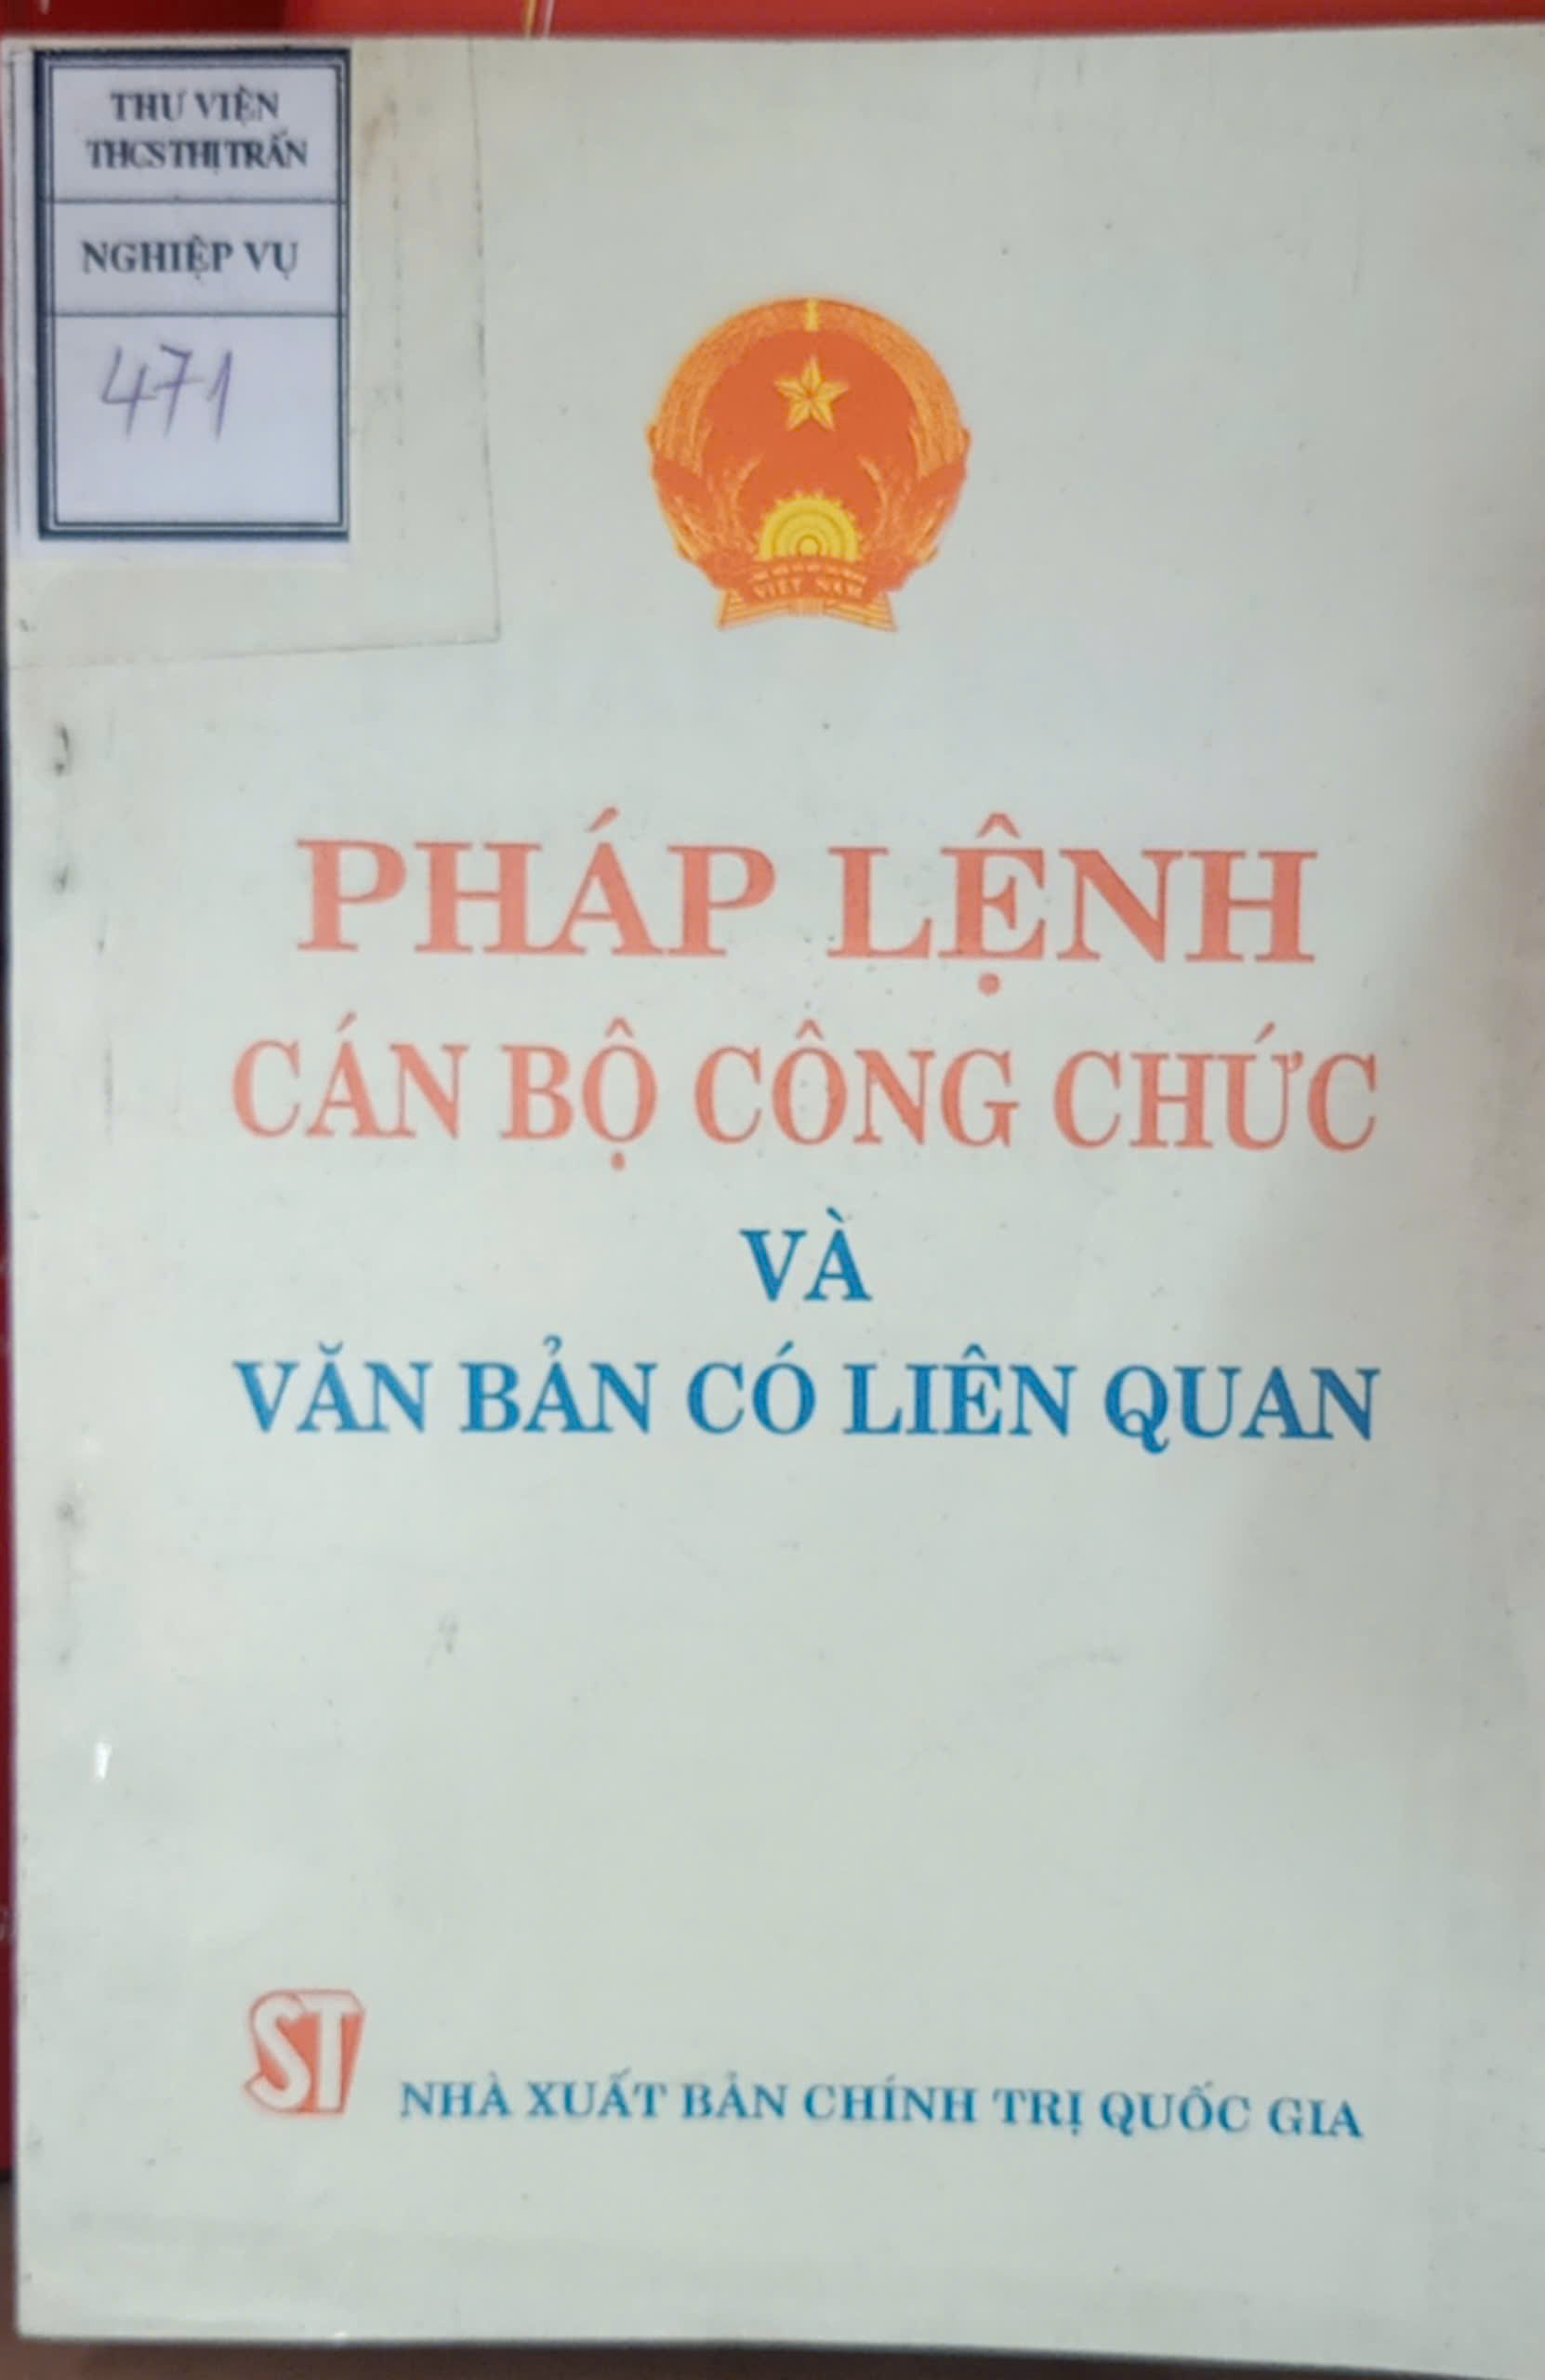 THƯ VIỆN
THCS THỊ TRẤN
NGHIỆP VỤ
471
VIỆT NAM
PHÁP LỆNH
CÁN BỘ CÔNG CHỨC
VÀ
VĂN BẢN CÓ LIÊN QUAN
ST
NHÀ XUẤT BẢN CHÍNH TRỊ QUỐC GIA